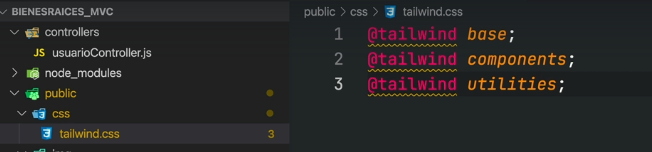 BIENESRAICES_MVC
controllers
JS usuarioController.js
node_modules
public
css
tailwind.css 3
public > css > tailwind.css
1 @tailwind base;
2 @tailwind components;
3 @tailwind utilities;